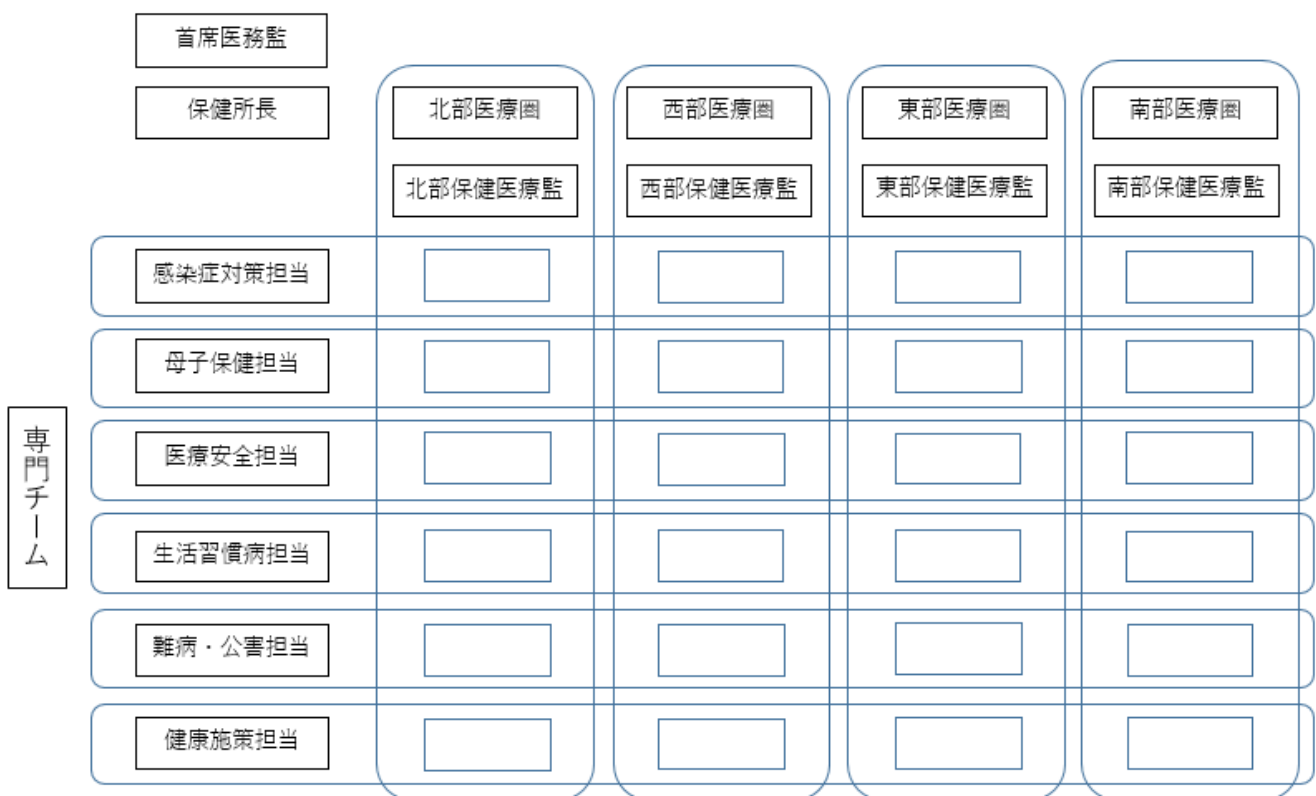 首席医務監
保健所長
北部医療圏
西部医療圏
東部医療圏
南部医療圏
北部保健医療監
西部保健医療監
東部保健医療監
南部保健医療監
専門チーム
感染症対策担当
母子保健担当
医療安全担当
生活習慣病担当
難病・公害担当
健康施策担当